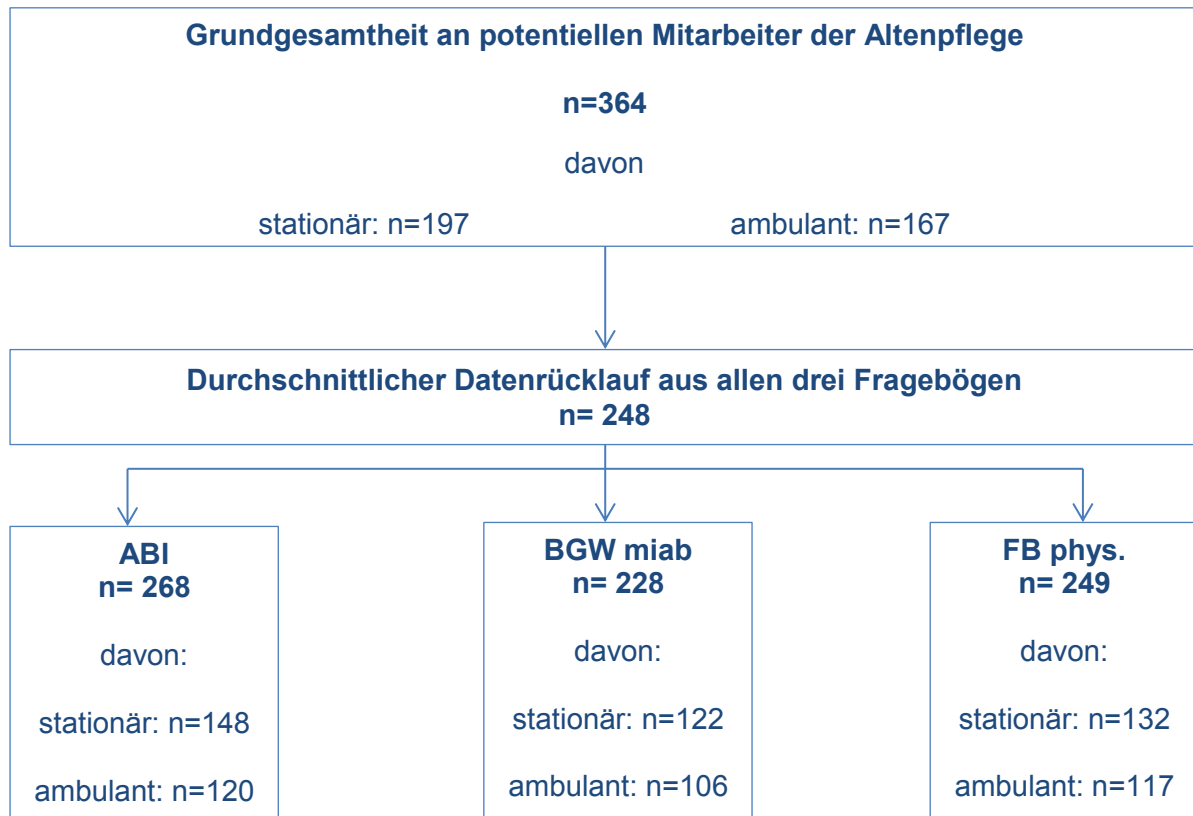 Grundgesamtheit an potentiellen Mitarbeiter der Altenpflege
n=364
davon
stationär: n=197 ambulant: n=167
Durchschnittlicher Datenrücklauf aus allen drei Fragebögen
n= 248
ABI
n= 268
davon:
stationär: n=148
ambulant: n=120
BGW miab
n= 228
davon:
stationär: n=122
ambulant: n=106
FB phys.
n= 249
davon:
stationär: n=132
ambulant: n=117